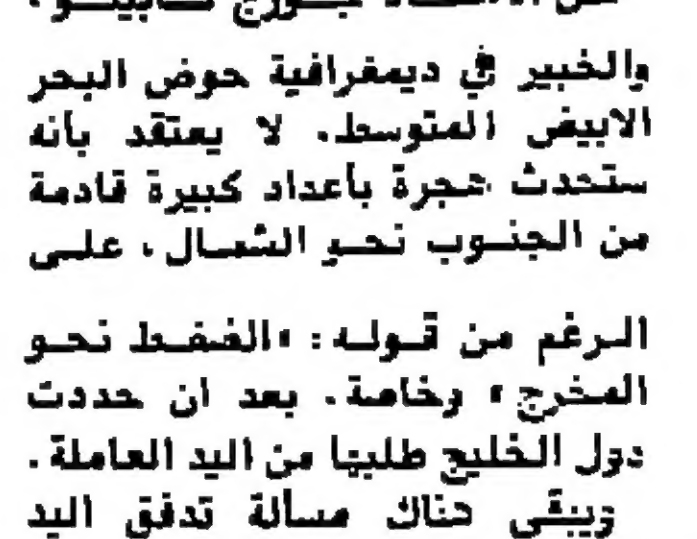 والخبير في ديمغرافية حوض البحر
الابيض المتوسط، لا يعتقد بأنه
ستحدث هجرة بأعداد كبيرة قادمة
من الجنوب نحو الشمال، على
الرغم من قوله: «الضغط نحو
المخرج» وخاصة، بعد ان حددت
دول الخليج طلبها من اليد العاملة.
ويبقى هناك مسألة تدفق اليد